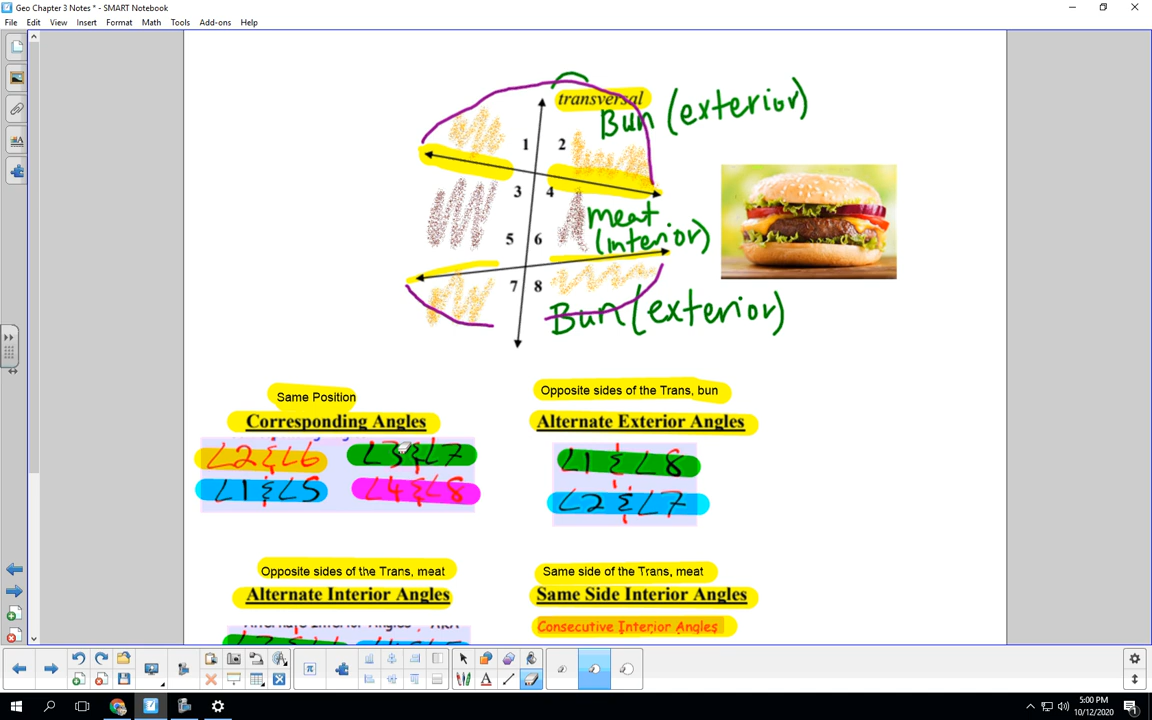 Geo Chapter 3 Notes * - SMART Notebook
File Edit View Insert Format Math Tools Add-ons Help
transversal
Bun (exterior)
1 2
3 4
meat
(interior)
5 6
7 8
Bun (exterior)
Same Position
Corresponding Angles
∠2 & ∠6 ∠3 & ∠7
∠1 & ∠5 ∠4 & ∠8
Opposite sides of the Trans, bun
Alternate Exterior Angles
∠1 & ∠8
∠2 & ∠7
Opposite sides of the Trans, meat
Alternate Interior Angles
Same side of the Trans, meat
Same Side Interior Angles
Consecutive Interior Angles
5:00 PM
10/12/2020